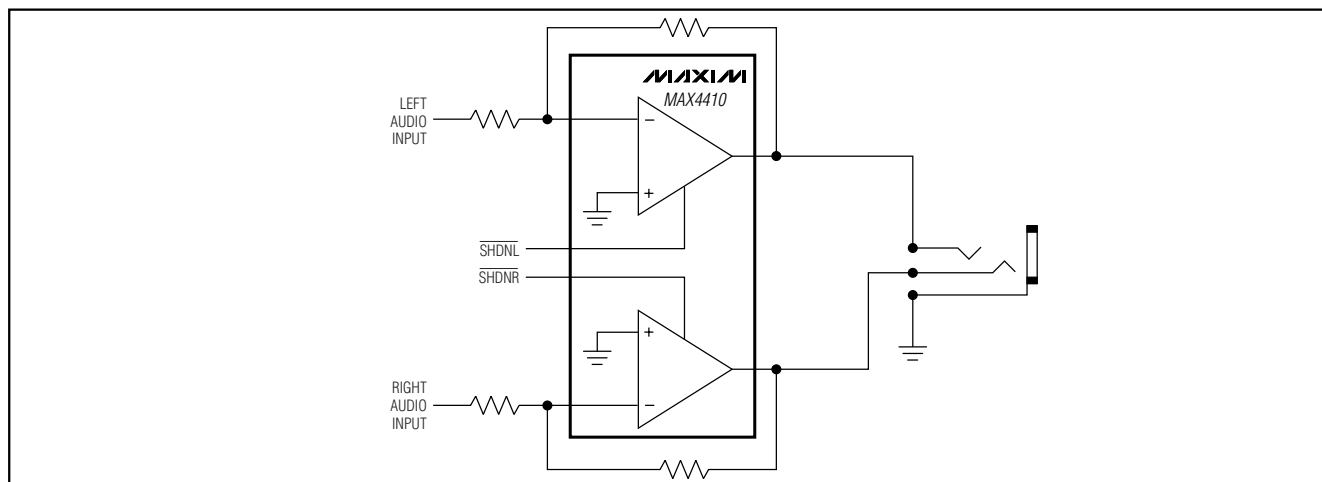 MAXIM
MAX4410
LEFT
AUDIO
INPUT
−
+
SHDNL
SHDNR
+
−
RIGHT
AUDIO
INPUT